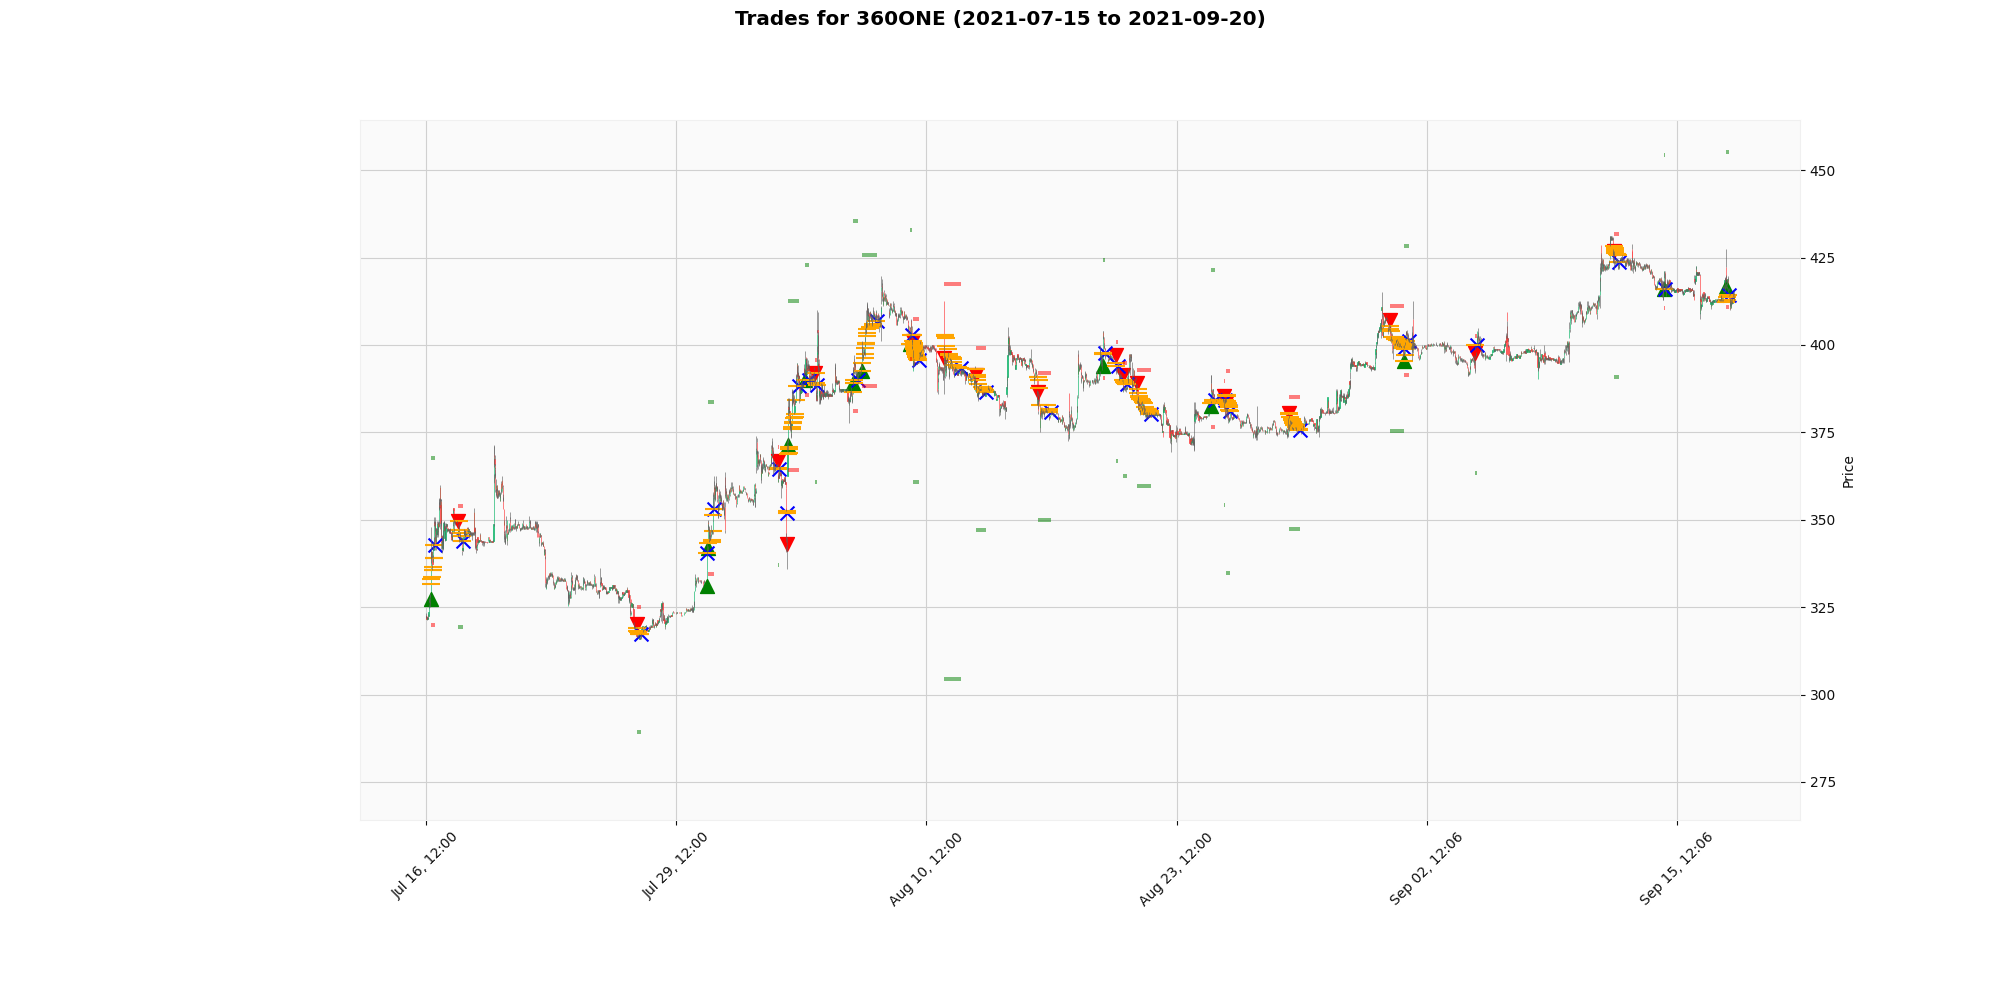 Trades for 360ONE (2021-07-15 to 2021-09-20)
450
425
400
375
350
325
300
275
Price
Jul 16, 12:00
Jul 29, 12:00
Aug 10, 12:00
Aug 23, 12:00
Sep 02, 12:06
Sep 15, 12:06